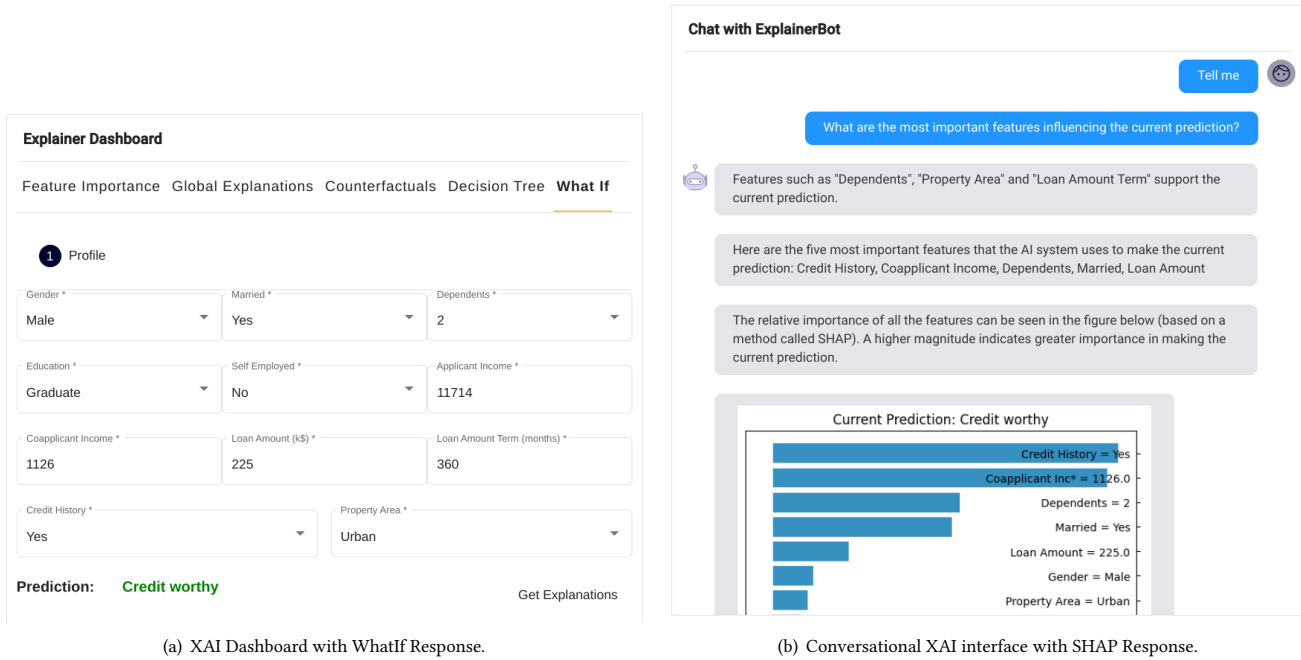 Explainer Dashboard
Feature Importance Global Explanations Counterfactuals Decision Tree What If
1 Profile
Gender * Married * Dependents *
Male Yes 2
Education * Self Employed * Applicant Income *
Graduate No 11714
Coapplicant Income * Loan Amount (k$) * Loan Amount Term (months) *
1126 225 360
Credit History * Property Area *
Yes Urban
Prediction: Credit worthy
Get Explanations
(a) XAI Dashboard with WhatIf Response.
Chat with ExplainerBot
Tell me
What are the most important features influencing the current prediction?
Features such as "Dependents", "Property Area" and "Loan Amount Term" support the
current prediction.
Here are the five most important features that the AI system uses to make the current
prediction: Credit History, Coapplicant Income, Dependents, Married, Loan Amount
The relative importance of all the features can be seen in the figure below (based on a
method called SHAP). A higher magnitude indicates greater importance in making the
current prediction.
Current Prediction: Credit worthy
Credit History = Yes
Coapplicant Inc* = 1126.0
Dependents = 2
Married = Yes
Loan Amount = 225.0
Gender = Male
Property Area = Urban
(b) Conversational XAI interface with SHAP Response.